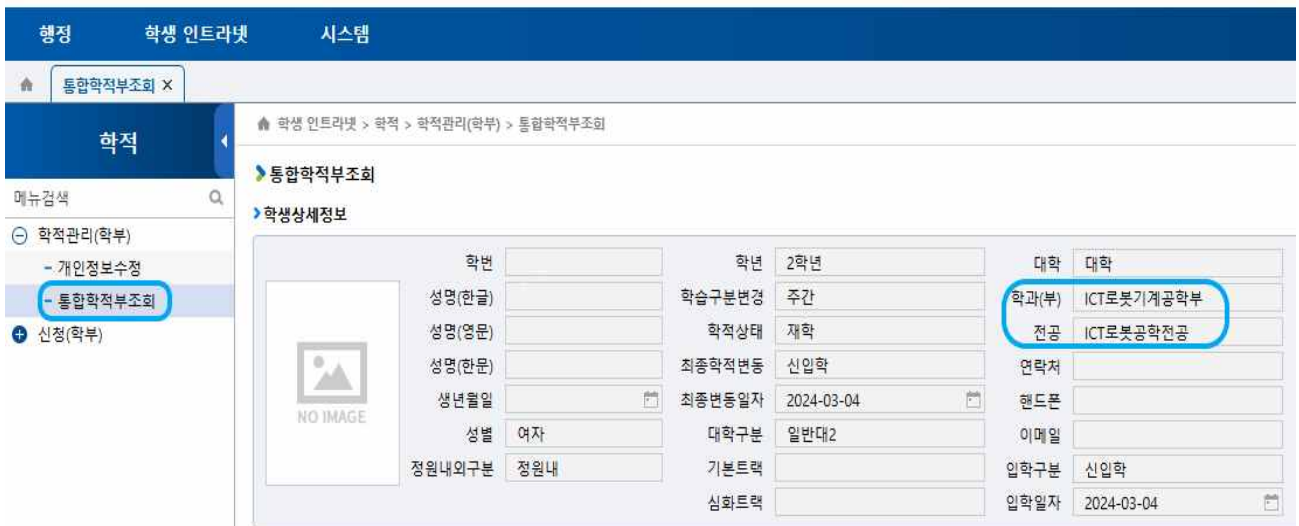 행정 학생 인트라넷 시스템
통합학적부조회 X
학적
학생 인트라넷 > 학적 > 학적관리(학부) > 통합학적부조회
통합학적부조회
메뉴검색
학생상세정보
학적관리(학부)
- 개인정보수정
- 통합학적부조회
신청(학부)
NO IMAGE
학번 학년 2학년 대학 대학
성명(한글) 학습구분변경 주간 학과(부) ICT로봇기계공학부
성명(영문) 학적상태 재학 전공 ICT로봇공학전공
성명(한문) 최종학적변동 신입학 연락처
생년월일 최종변동일자 2024-03-04 핸드폰
성별 여자 대학구분 일반대2 이메일
정원내외구분 정원내 기본트랙 입학구분 신입학
심화트랙 입학일자 2024-03-04